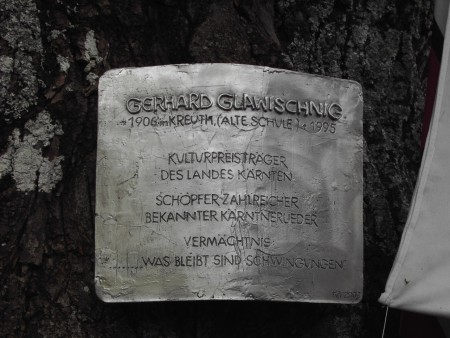 GERHARD GLAWISCHNIG
*1906 IN KREUTH, (ALTE SCHULE) †1995
KULTURPREISTRÄGER
DES LANDES KÄRNTEN
SCHÖPFER ZAHLREICHER
BEKANNTER KÄRNTNERLIEDER
VERMÄCHTNIS
"WAS BLEIBT SIND SCHWINGUNGEN"